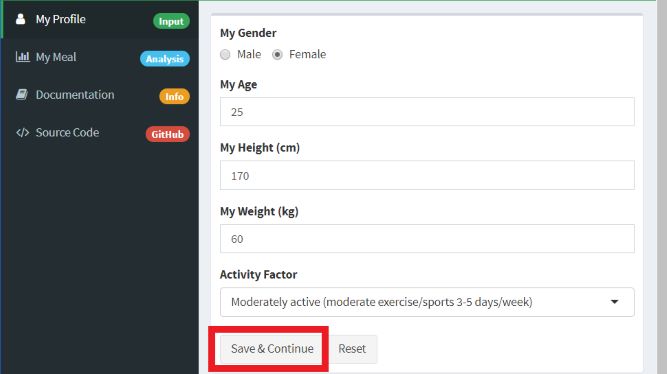 My Profile
Input
My Meal
Analysis
Documentation
Info
Source Code
GitHub
My Gender
Male
Female
My Age
25
My Height (cm)
170
My Weight (kg)
60
Activity Factor
Moderately active (moderate exercise/sports 3-5 days/week)
Save & Continue
Reset